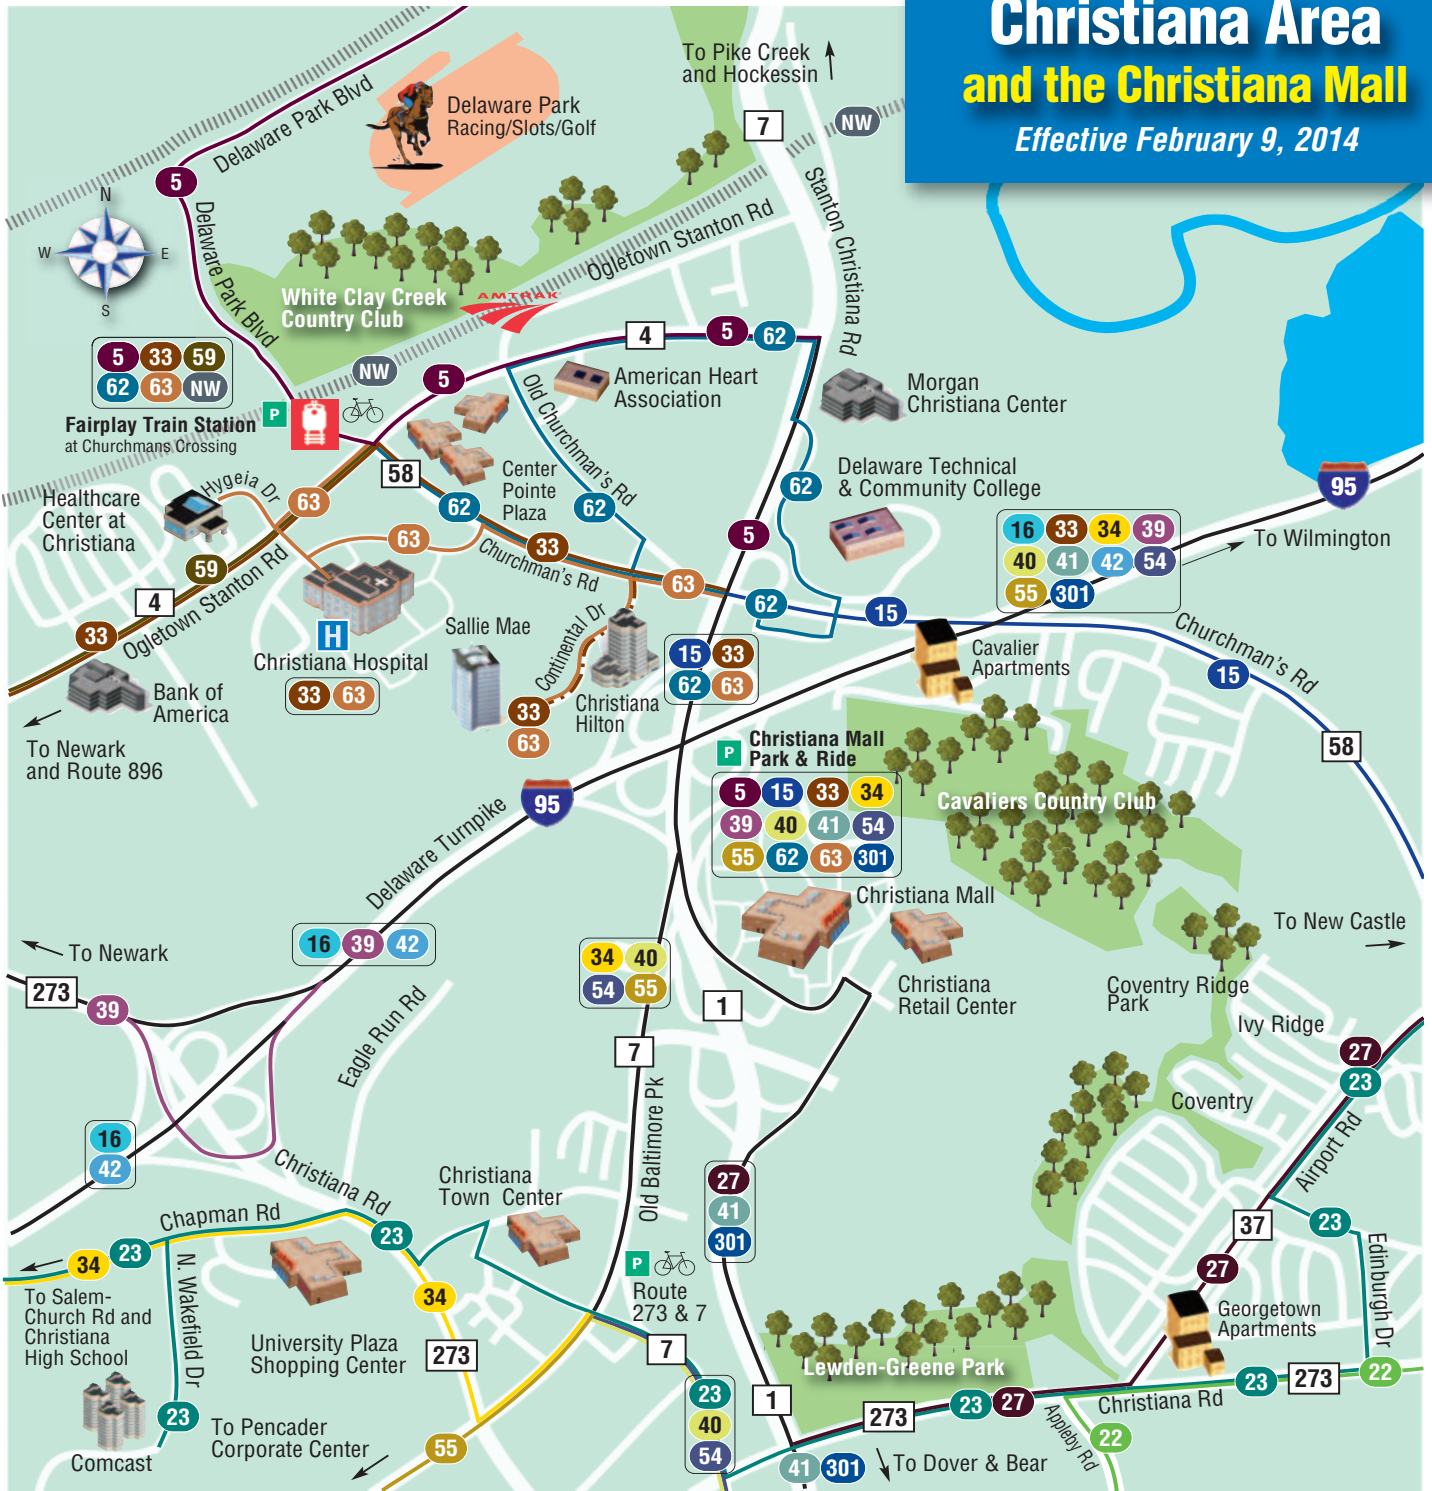 Christiana Area
and the Christiana Mall
Effective February 9, 2014
To Pike Creek
and Hockessin
7
NW
Delaware Park Blvd
Delaware Park
Racing/Slots/Golf
5
N
W
E
S
Delaware Park Blvd
Stanton Christiana Rd
Ogletown Stanton Rd
White Clay Creek
Country Club
AMTRAK
4
5
62
5 33 59
62 63 NW
NW
5
P
Fairplay Train Station
at Churchmans Crossing
American Heart
Association
Old Churchman's Rd
Morgan
Christiana Center
58
Center
Point​e
Plaza
62
62
62
Delaware Technical
& Community College
95
Healthcare
Center at
Christiana
Hygeia Dr
63
63
33
Churchman's Rd
5
16 33 34 39
40 41 42 54
55 301
To Wilmington
59
4
33
Ogletown Stanton Rd
63
62
15
Churchman's Rd
H
Christiana Hospital
33 63
Sallie Mae
Continental Dr
Christiana
Hilton
33
63
15 33
62 63
Cavalier
Apartments
15
58
Bank of
America
To Newark
and Route 896
P
Christiana Mall
Park & Ride
5 15 33 34
39 40 41 54
55 62 63 301
Cavaliers Country Club
95
Delaware Turnpike
Christiana Mall
16 39 42
To Newark
273
39
34 40
54 55
Christiana
Retail Center
To New Castle
Coventry Ridge
Park
Ivy Ridge
1
7
Eagle Run Rd
Old Baltimore Pk
27
23
Coventry
Airport Rd
16
42
Christiana Rd
Christiana
Town Center
27
41
301
Chapman Rd
34
23
23
N. Wakefield Dr
To Salem-
Church Rd and
Christiana
High School
34
University Plaza
Shopping Center
273
P
Route
273 & 7
7
37
23
27
Edinburgh Dr
Georgetown
Apartments
Lewden-Greene Park
Comcast
23
To Pencader
Corporate Center
55
23
40
54
1
273
23
27
Christiana Rd
23
273
22
Appleby Rd
22
41 301
To Dover & Bear